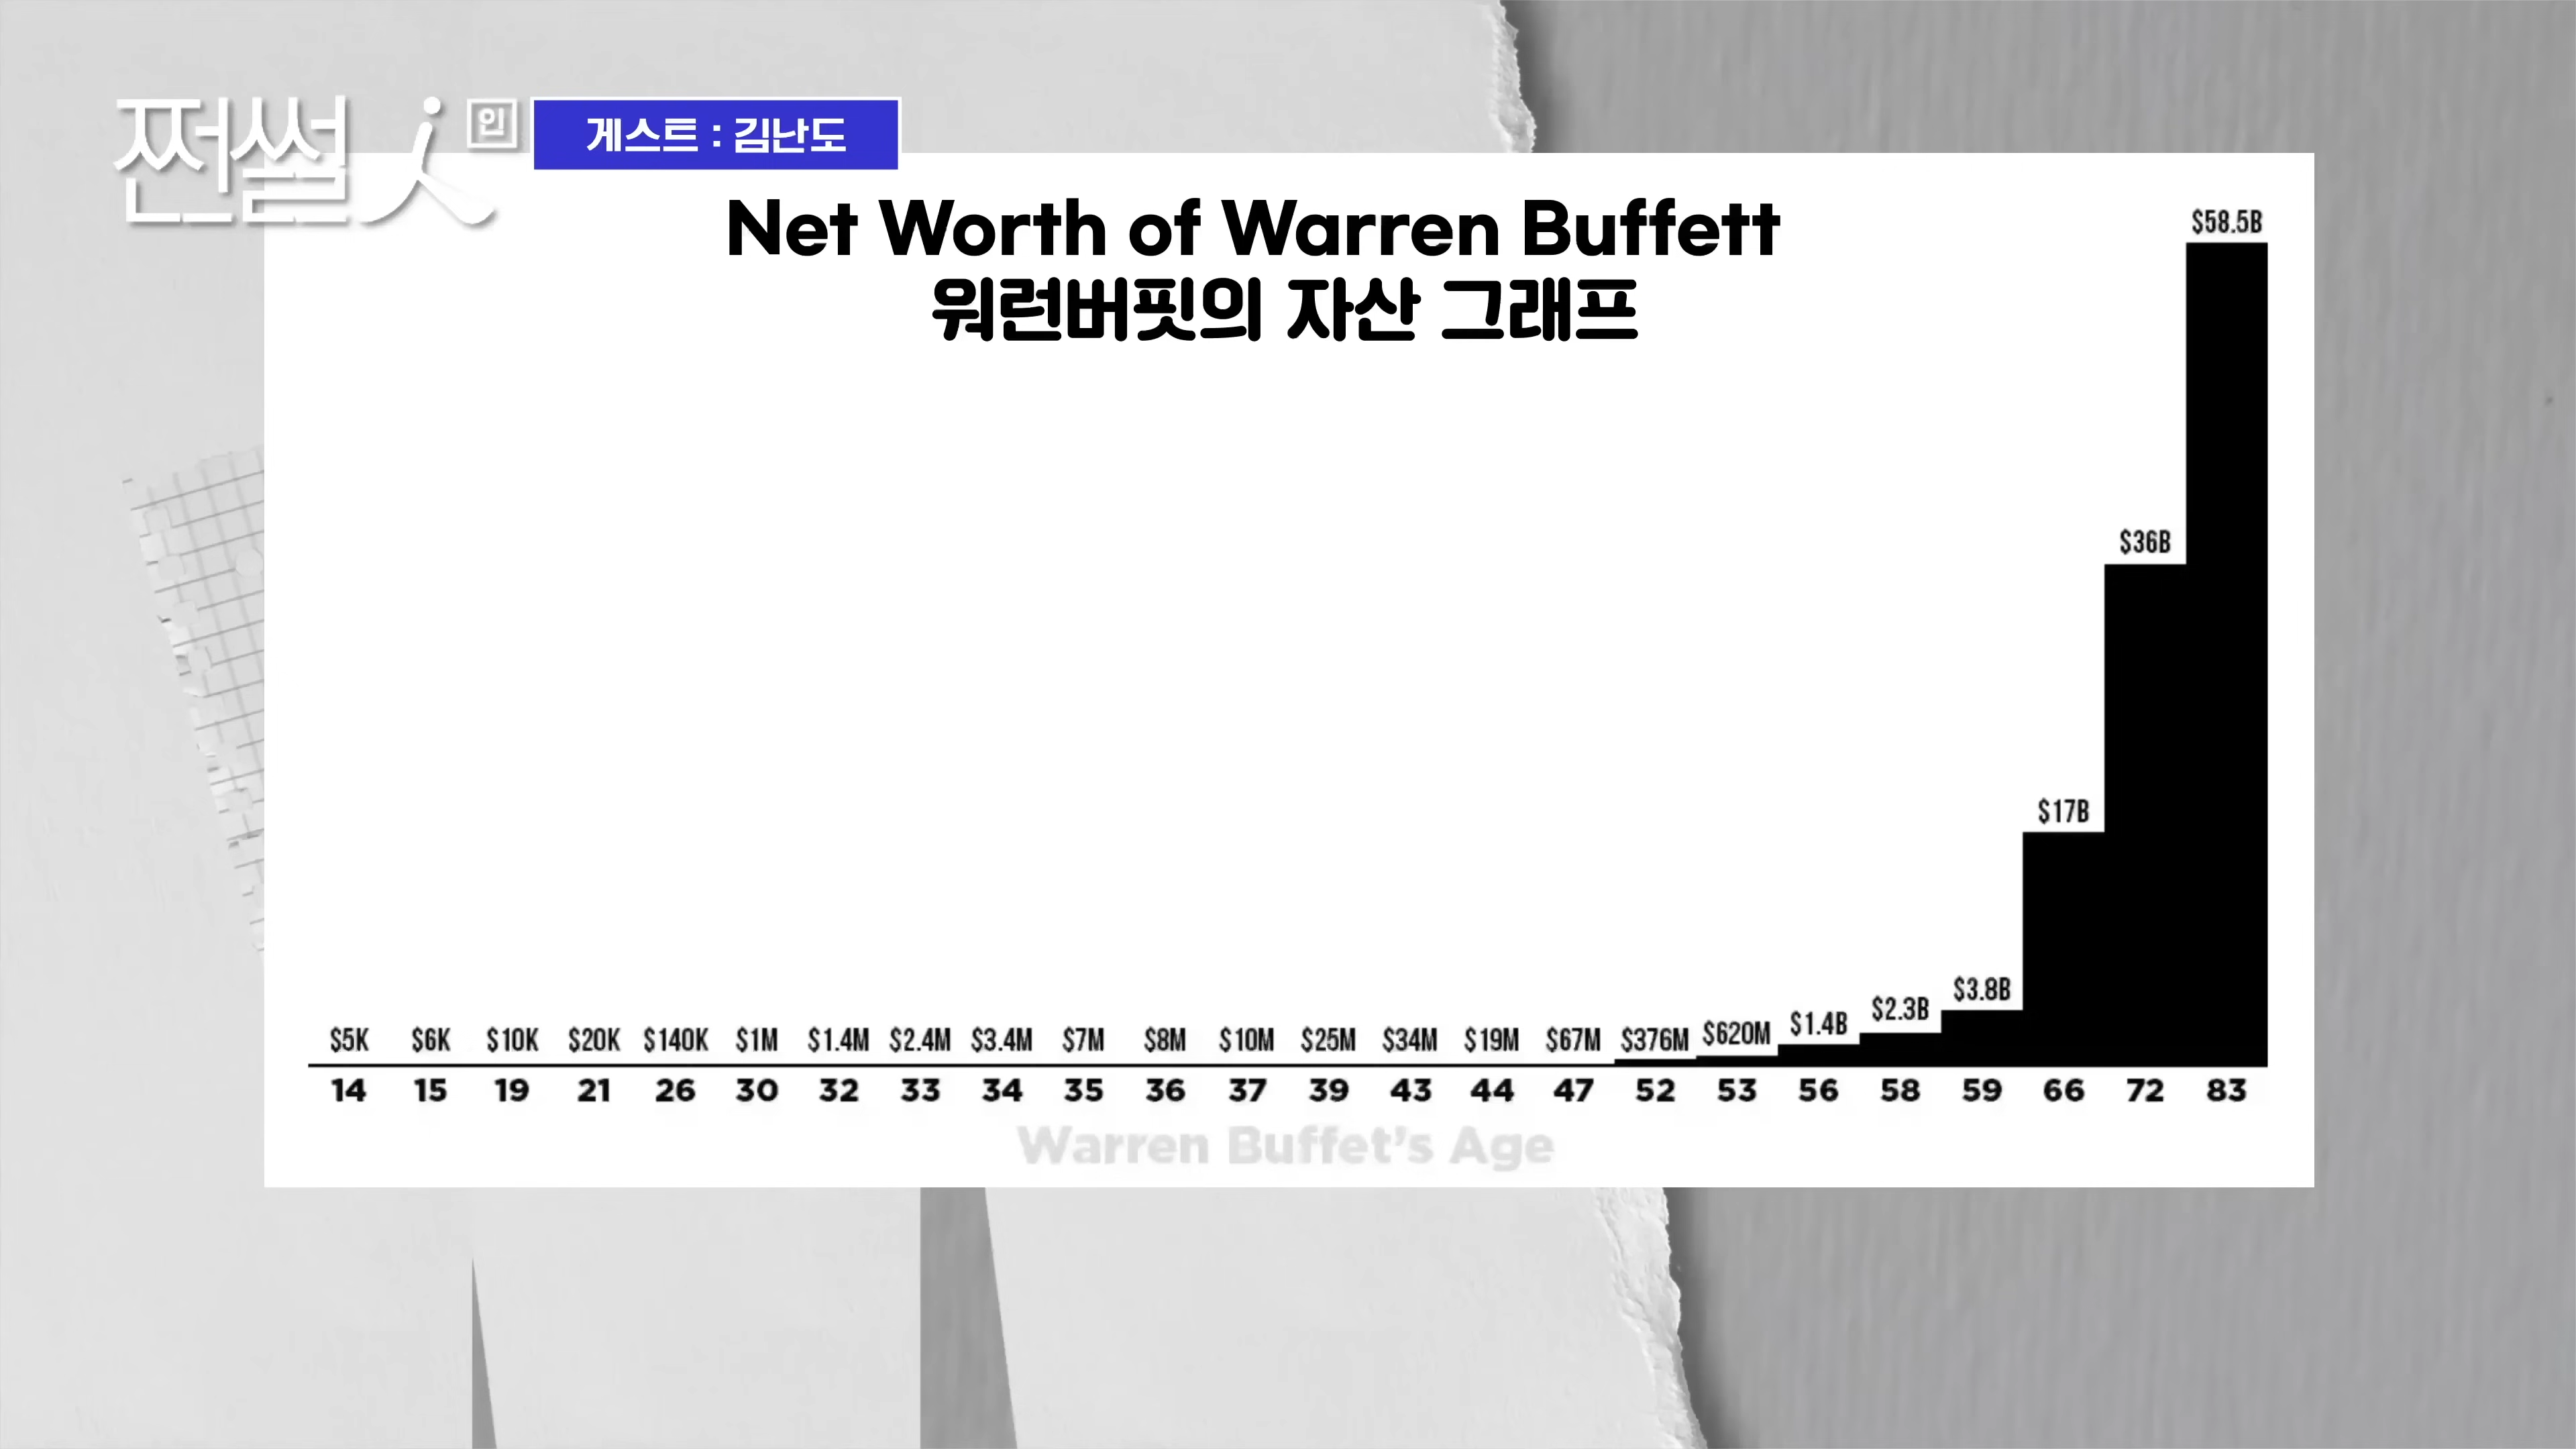 쩐썰人 인
게스트 : 김난도
Net Worth of Warren Buffett
워런버핏의 자산 그래프
$5K $6K $10K $20K $140K $1M $1.4M $2.4M $3.4M $7M $8M $10M $25M $34M $19M $67M $376M $620M $1.4B $2.3B $3.8B $17B $36B $58.5B
14 15 19 21 26 30 32 33 34 35 36 37 39 43 44 47 52 53 56 58 59 66 72 83
Warren Buffet's Age